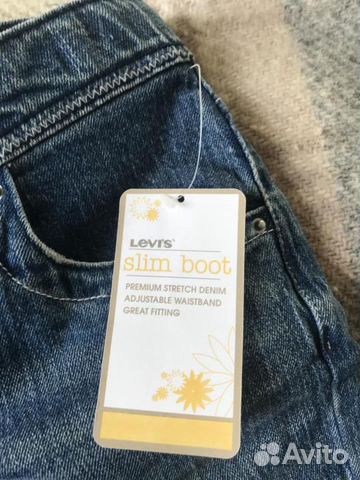 LEVI'S
slim boot
PREMIUM STRETCH DENIM
ADJUSTABLE WAISTBAND
GREAT FITTING
Avito